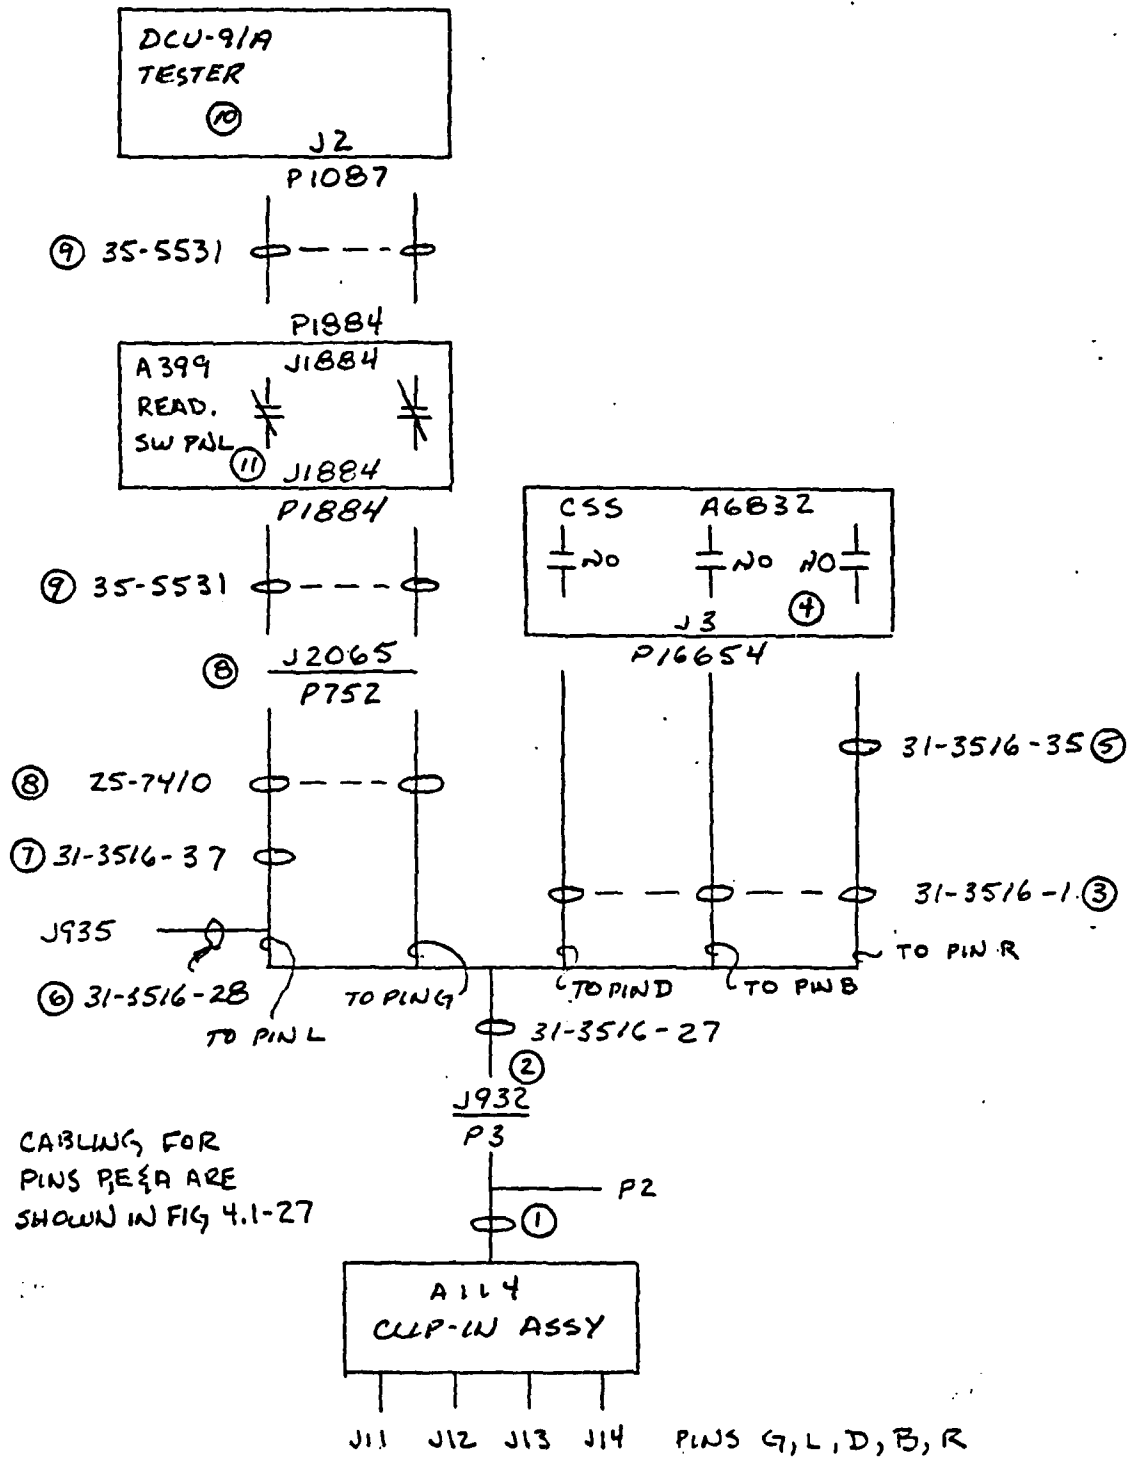 DCU-9/A
TESTER
10
J2
P1087
9 35-5531
P1884
J1884
A399
READ.
SW PNL
11
J1884
P1884
CSS A6832
NO NO NO
4
J3
P16654
9 35-5531
J2065
8
P752
31-3516-35 5
8 25-7410
7 31-3516-37
31-3516-1 3
J935
TO PIN R
6 31-3516-28
TO PIN G
TO PIN D
TO PIN B
TO PIN L
31-3516-27
2
J932
P3
CABLING FOR
PINS P,E&A ARE
SHOWN IN FIG 4.1-27
P2
1
A114
CLIP-IN ASSY
J11 J12 J13 J14 PINS G, L, D, B, R